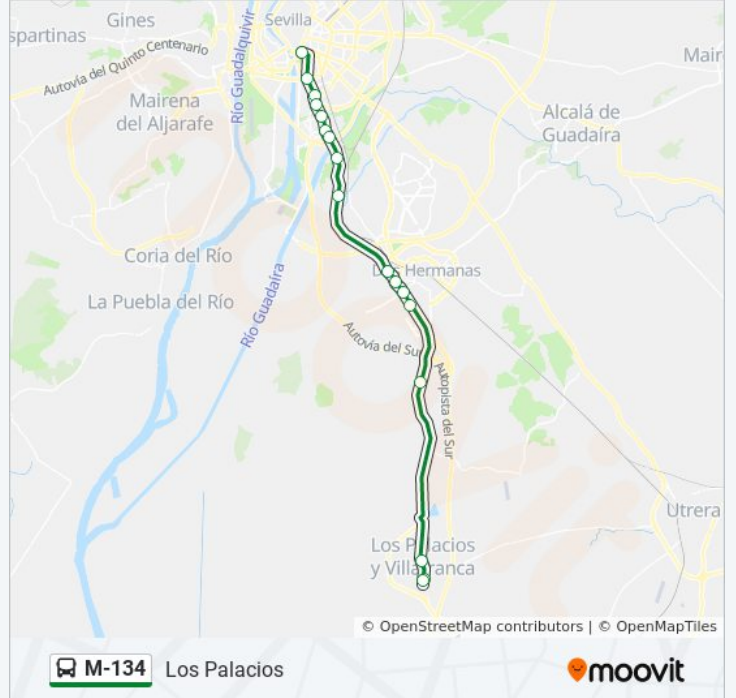 Gines
Sevilla
spartinas
Autovía del Quinto Centenario
Río Guadalquivir
Mair
Mairena
del Aljarafe
Alcalá de
Guadaíra
Coria del Río
Dos Hermanas
La Puebla del Río
Río Guadaíra
Autovía del Sur
Autopista del Sur
Utrera
Los Palacios
y Villafranca
© OpenStreetMap contributors | © OpenMapTiles
M-134 Los Palacios
moovit